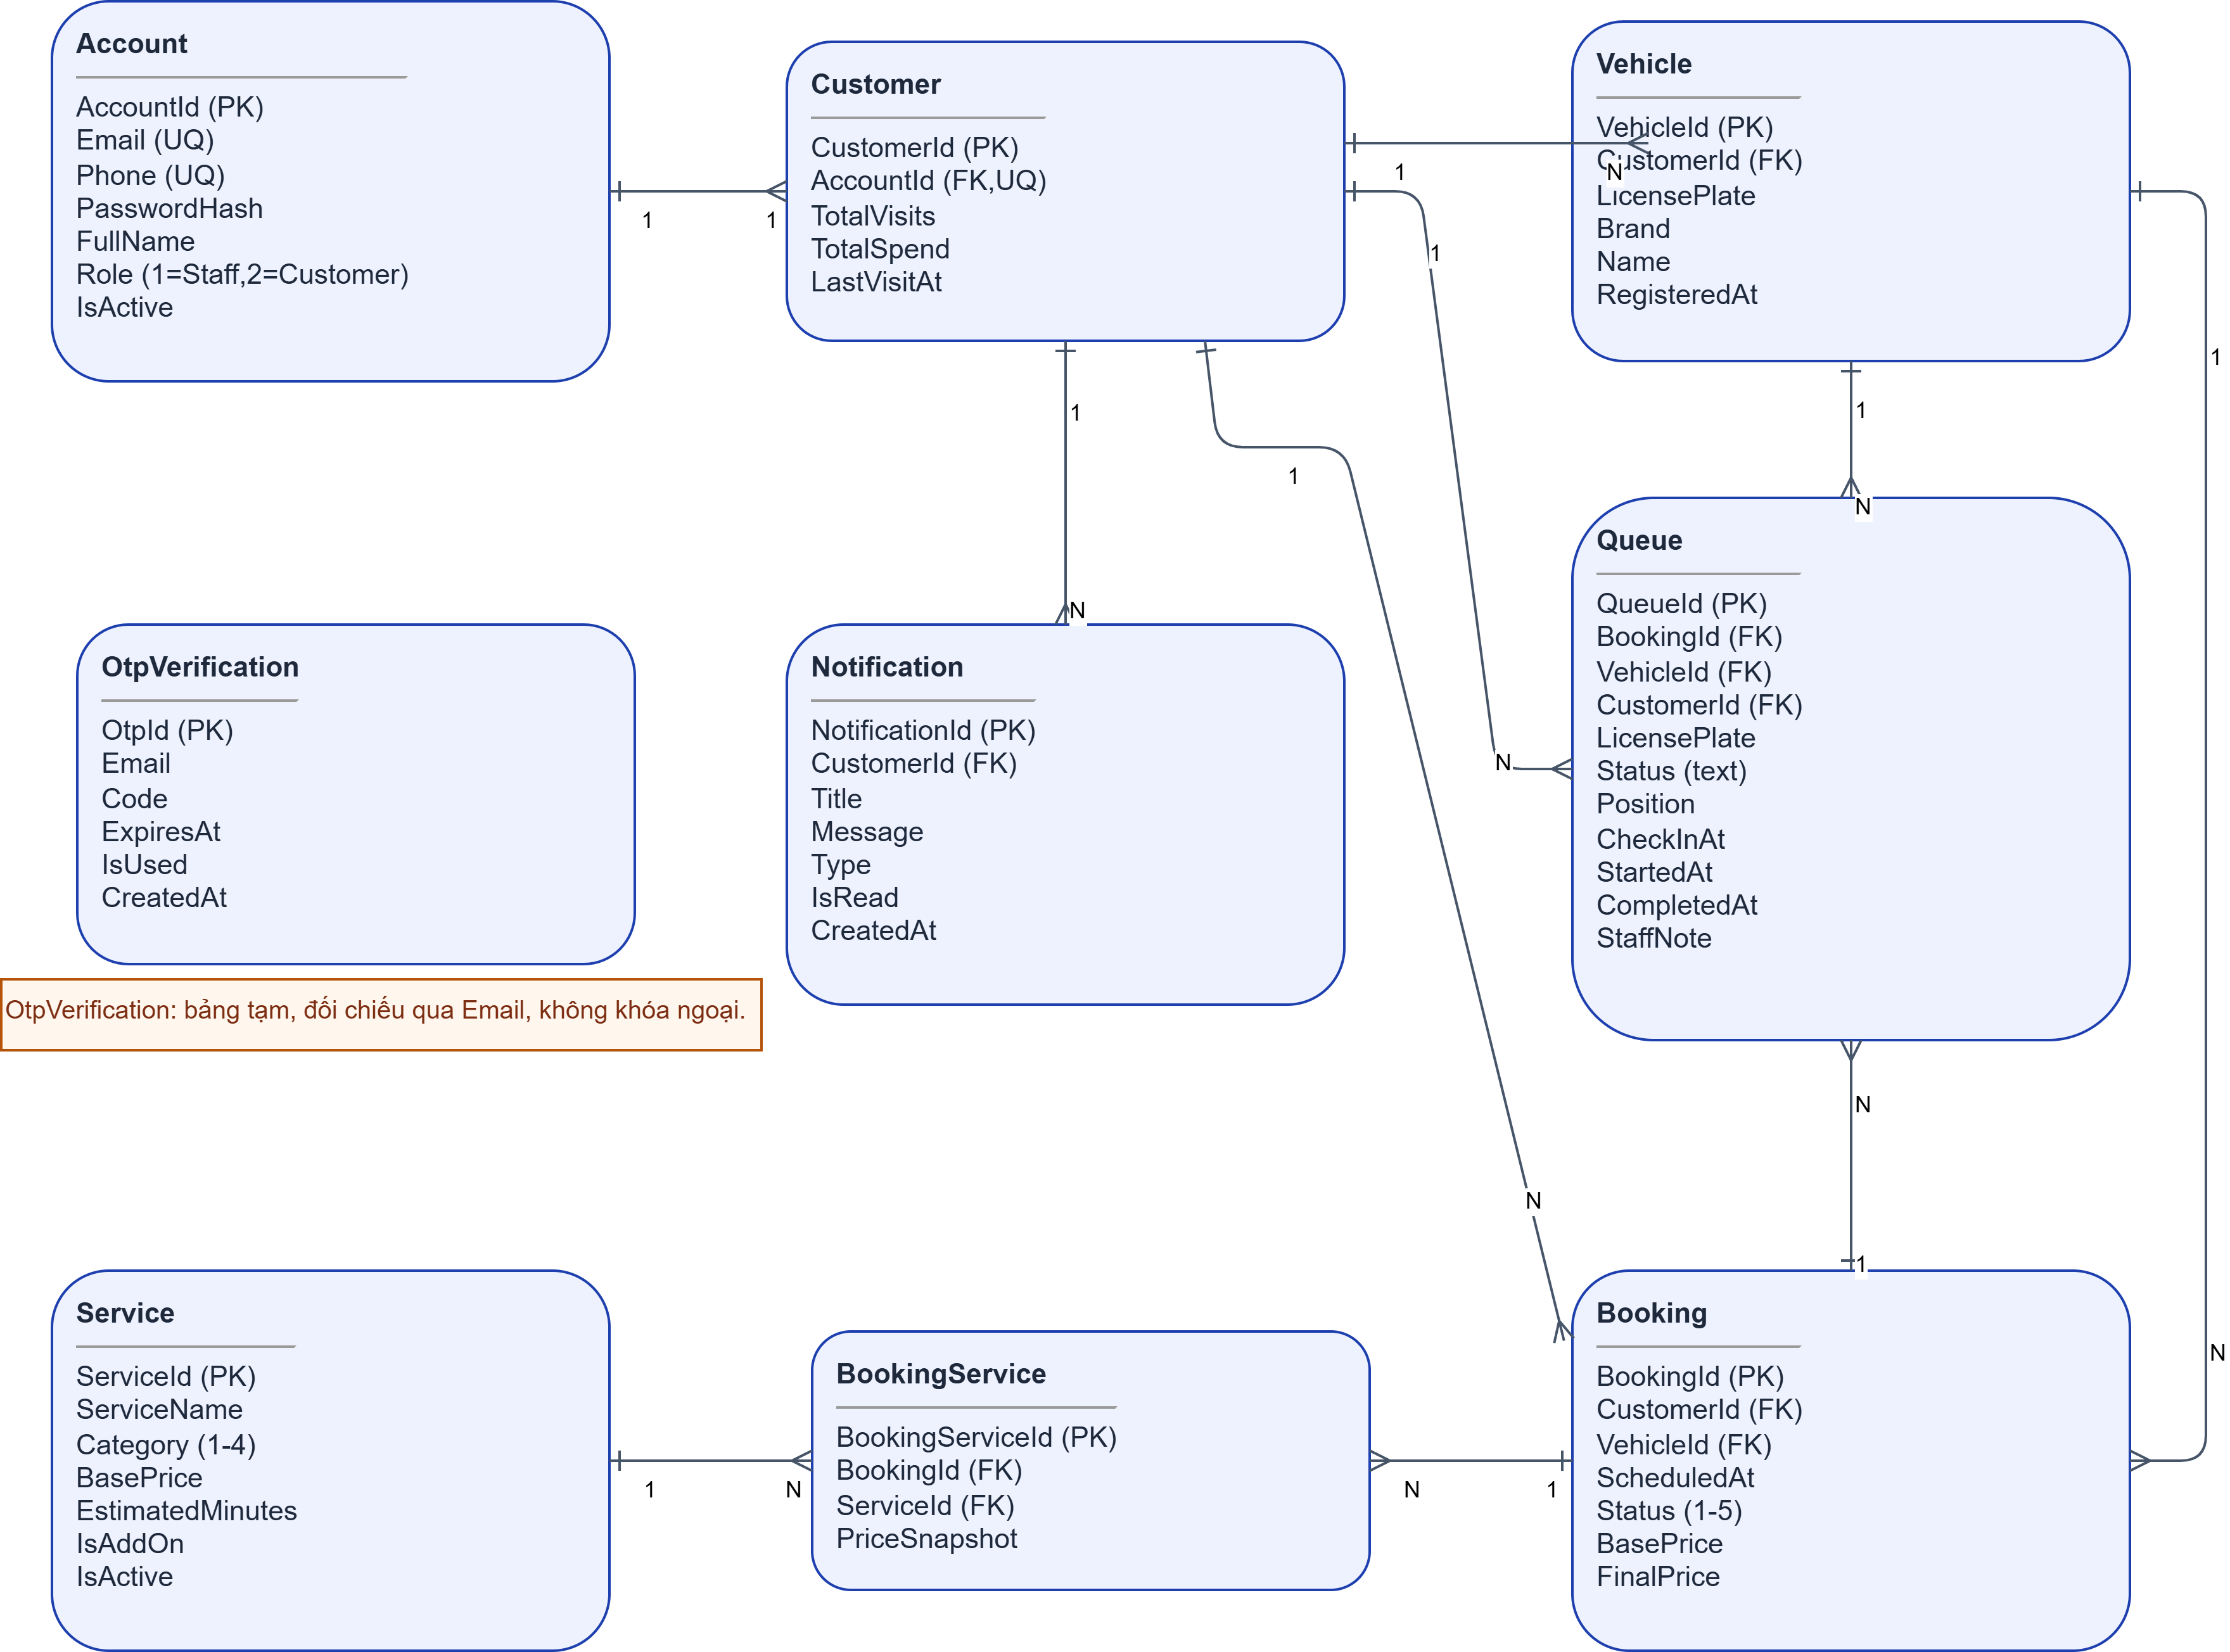 Account
AccountId (PK)
Email (UQ)
Phone (UQ)
PasswordHash
FullName
Role (1=Staff,2=Customer)
IsActive
1
1
Customer
CustomerId (PK)
AccountId (FK,UQ)
TotalVisits
TotalSpend
LastVisitAt
1
N
1
N
1
N
1
N
Vehicle
VehicleId (PK)
CustomerId (FK)
LicensePlate
Brand
Name
RegisteredAt
1
N
1
N
OtpVerification
OtpId (PK)
Email
Code
ExpiresAt
IsUsed
CreatedAt
OtpVerification: bảng tạm, đối chiếu qua Email, không khóa ngoại.
Notification
NotificationId (PK)
CustomerId (FK)
Title
Message
Type
IsRead
CreatedAt
Queue
QueueId (PK)
BookingId (FK)
VehicleId (FK)
CustomerId (FK)
LicensePlate
Status (text)
Position
CheckInAt
StartedAt
CompletedAt
StaffNote
N
1
Service
ServiceId (PK)
ServiceName
Category (1-4)
BasePrice
EstimatedMinutes
IsAddOn
IsActive
1
N
BookingService
BookingServiceId (PK)
BookingId (FK)
ServiceId (FK)
PriceSnapshot
N
1
Booking
BookingId (PK)
CustomerId (FK)
VehicleId (FK)
ScheduledAt
Status (1-5)
BasePrice
FinalPrice